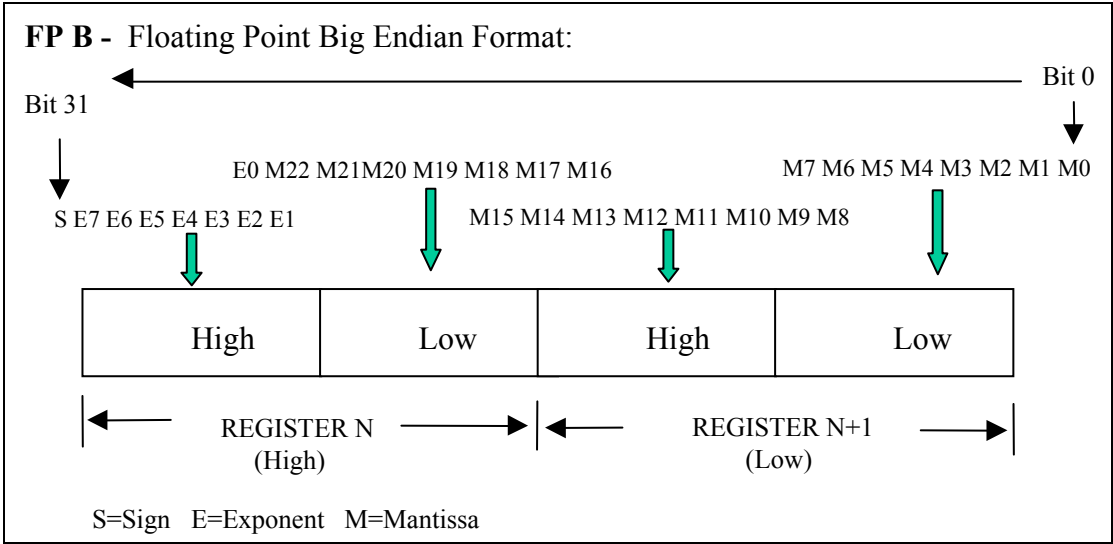 FP B - Floating Point Big Endian Format:
Bit 0
Bit 31
E0 M22 M21M20 M19 M18 M17 M16
M7 M6 M5 M4 M3 M2 M1 M0
S E7 E6 E5 E4 E3 E2 E1
M15 M14 M13 M12 M11 M10 M9 M8
High Low High Low
REGISTER N
(High)
REGISTER N+1
(Low)
S=Sign E=Exponent M=Mantissa